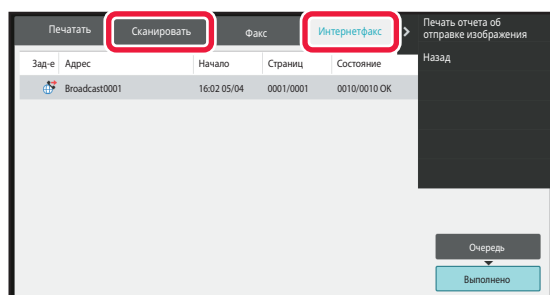 Печатать Сканировать Факс Интернетфакс
Печать отчета об
отправке изображения
Назад
Зад-е Адрес Начало Страниц Состояние
Broadcast0001 16:02 05/04 0001/0001 0010/0010 OK
Очередь
Выполнено